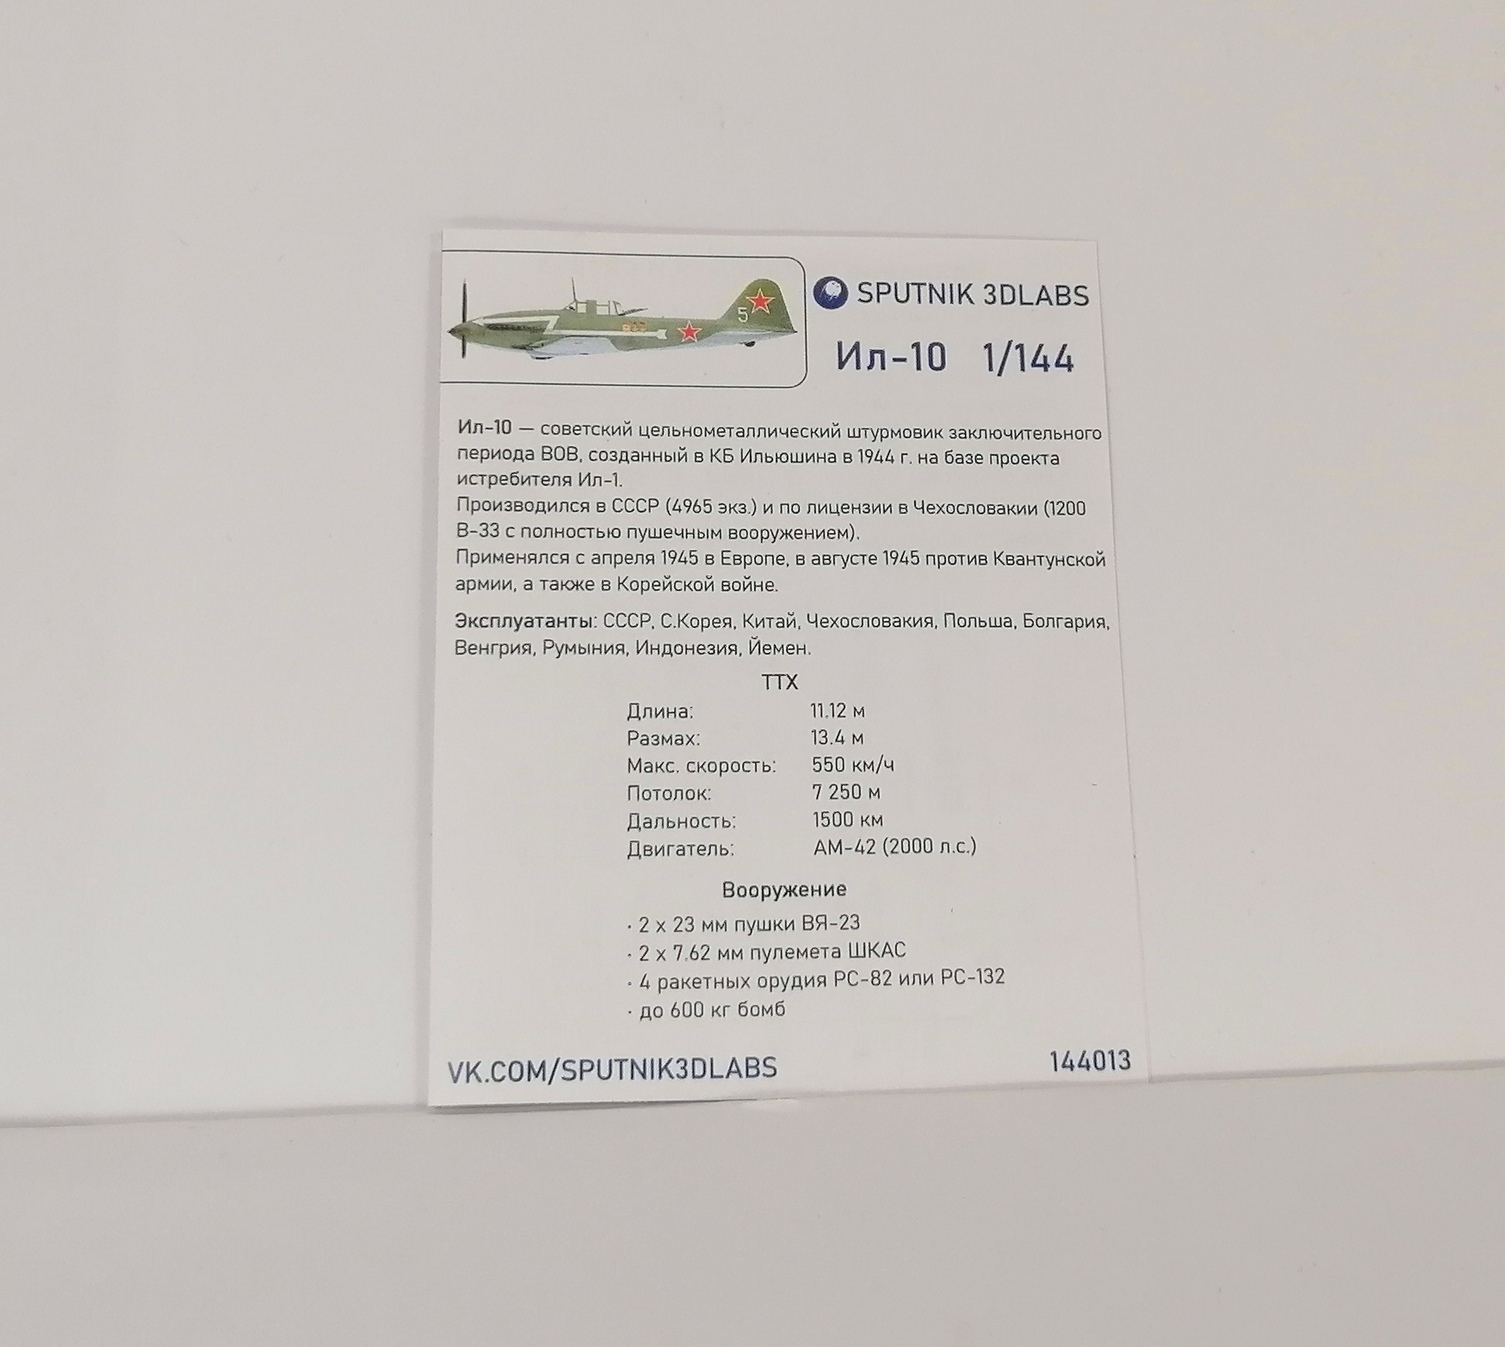 SPUTNIK 3DLABS
Ил-10 1/144
5
Ил-10 — советский цельнометаллический штурмовик заключительного
периода ВОВ, созданный в КБ Ильюшина в 1944 г. на базе проекта
истребителя Ил-1.
Производился в СССР (4965 экз.) и по лицензии в Чехословакии (1200
В-33 с полностью пушечным вооружением).
Применялся с апреля 1945 в Европе, в августе 1945 против Квантунской
армии, а также в Корейской войне.
Эксплуатанты: СССР, С.Корея, Китай, Чехословакия, Польша, Болгария,
Венгрия, Румыния, Индонезия, Йемен.
ТТХ
Длина: 11.12 м
Размах: 13.4 м
Макс. скорость: 550 км/ч
Потолок: 7 250 м
Дальность: 1500 км
Двигатель: АМ-42 (2000 л.с.)
Вооружение
· 2 х 23 мм пушки ВЯ-23
· 2 х 7.62 мм пулемета ШКАС
· 4 ракетных орудия РС-82 или РС-132
· до 600 кг бомб
VK.COM/SPUTNIK3DLABS 144013